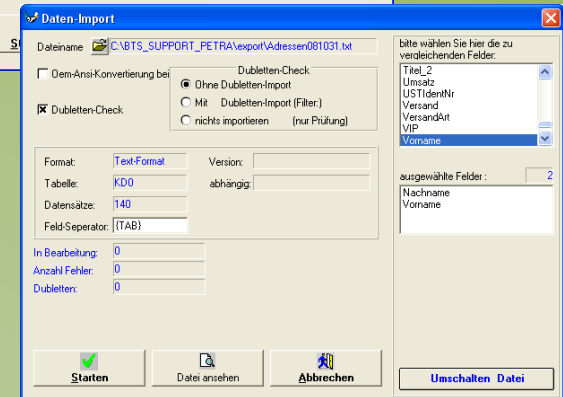 Daten-Import
Dateiname C:\BTS_SUPPORT_PETRA\export\Adressen081031.txt
Oem-Ansi-Konvertierung bei
Dubletten-Check
Dubletten-Check
Ohne Dubletten-Import
Mit Dubletten-Import (Filter:)
nichts importieren (nur Prüfung)
Format: Text-Format Version:
Tabelle: KD0 abhängig:
Datensätze: 140
Feld-Seperator: {TAB}
In Bearbeitung: 0
Anzahl Fehler: 0
Dubletten: 0
Starten
Datei ansehen
Abbrechen
bitte wählen Sie hier die zu
vergleichenden Felder:
Titel_2
Umsatz
USTIdentNr
Versand
VersandArt
VIP
Vorname
ausgewählte Felder : 2
Nachname
Vorname
Umschalten Datei